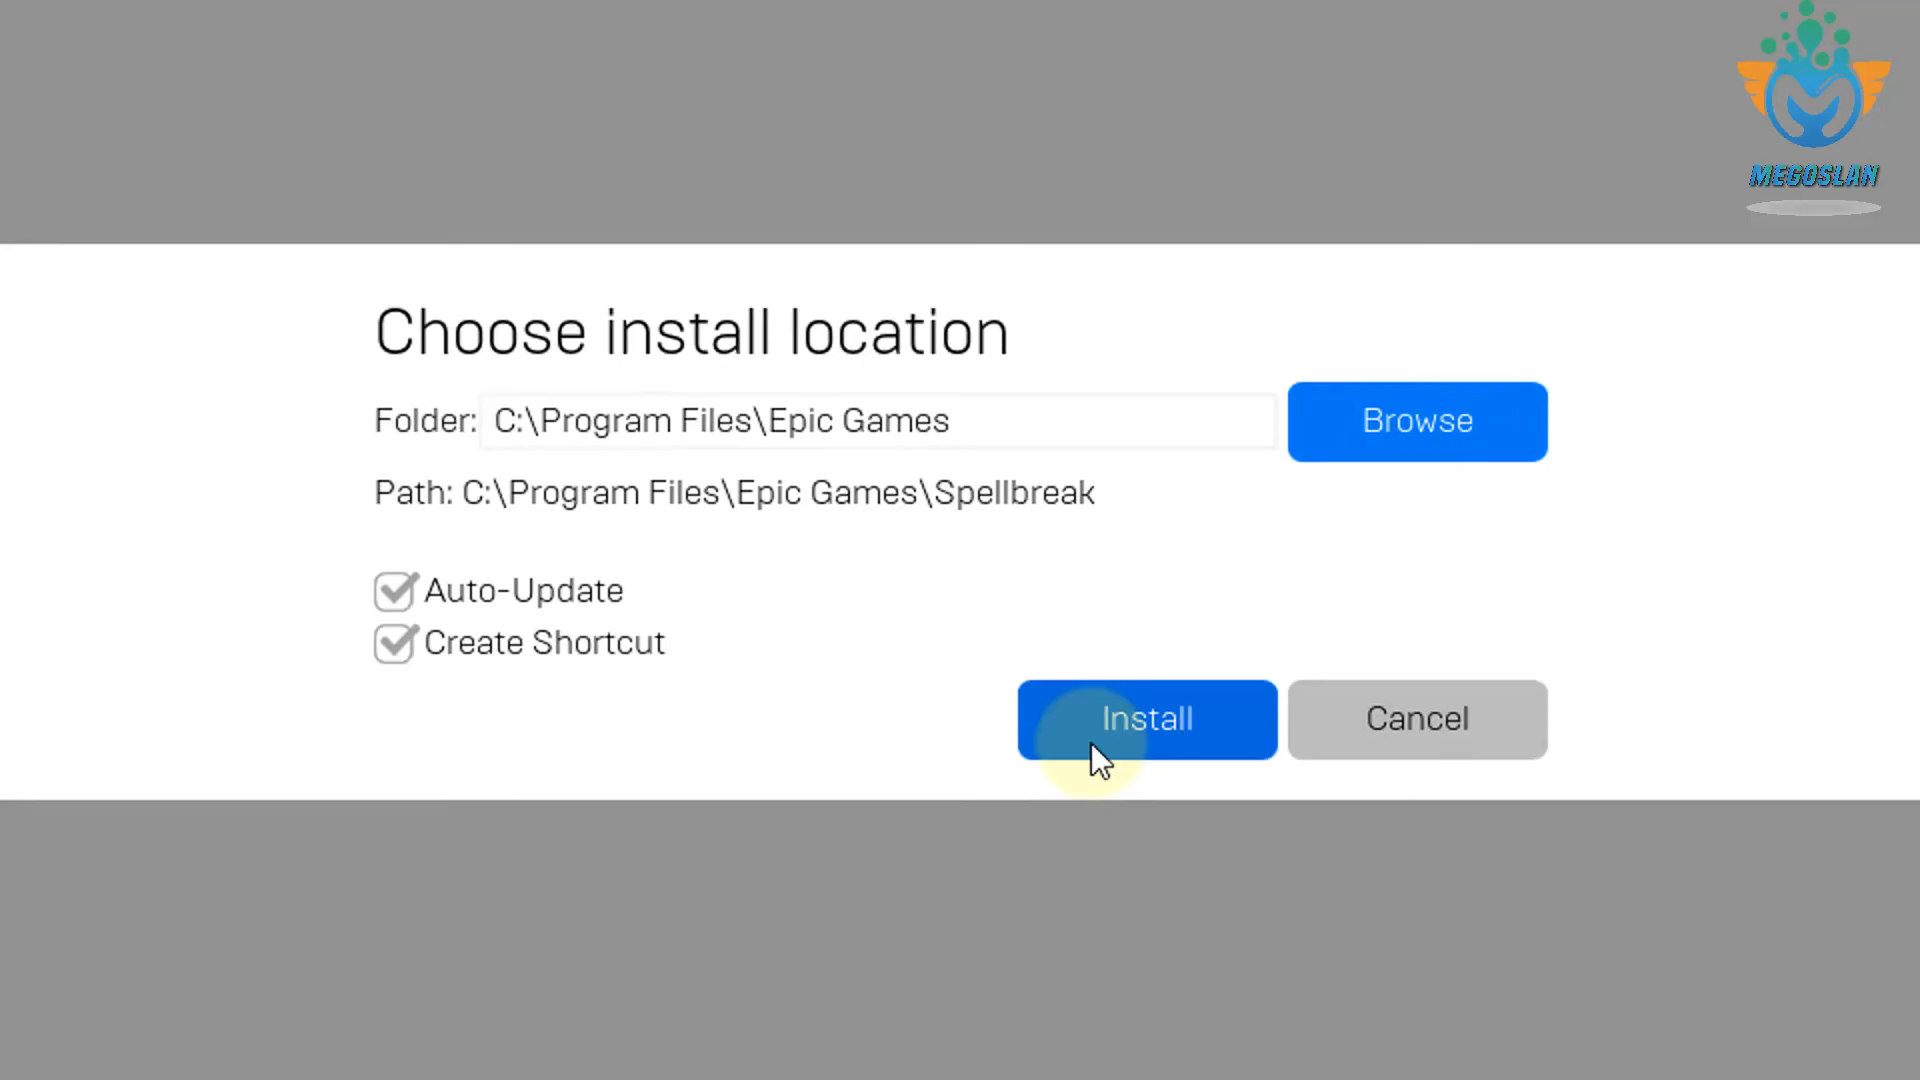 MEGOSLAN
Choose install location
Folder: C:\Program Files\Epic Games
Browse
Path: C:\Program Files\Epic Games\Spellbreak
Auto-Update
Create Shortcut
Install
Cancel